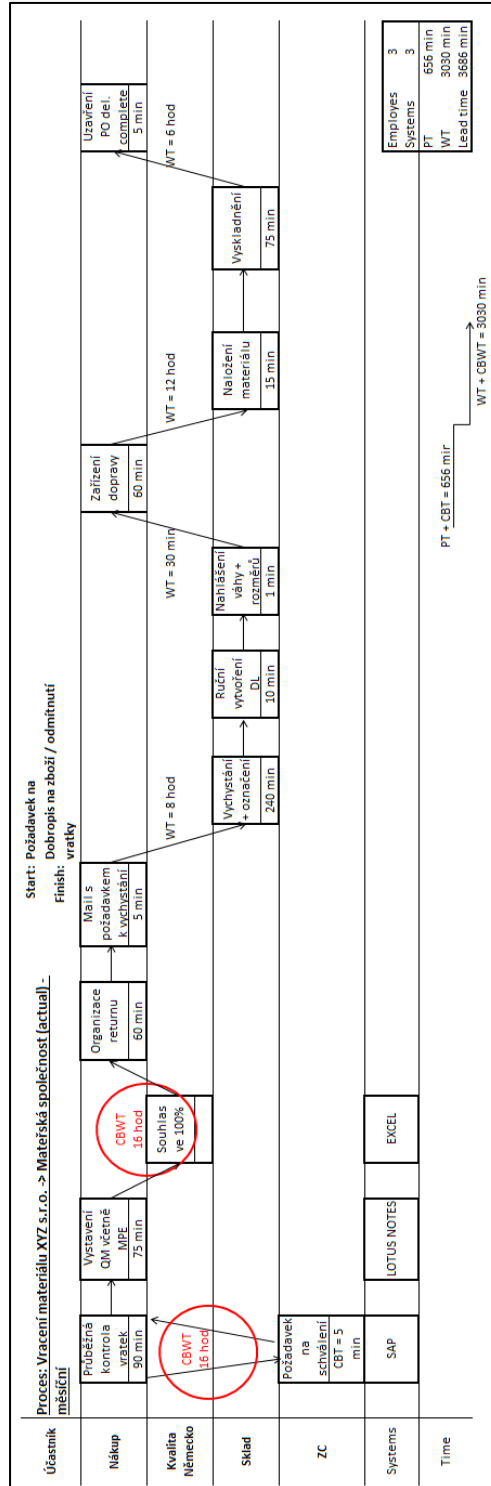 Účastník
Proces: Vracení materiálu XYZ s.r.o. -> Mateřská společnost (actual) -
měsíční
Start: Požadavek na
Dobropis na zboží / odmítnutí
Finish: vratky
Nákup
Průběžná
kontrola
vratek
90 min
Vystavení
QM včetně
MPE
75 min
Organizace
returnu
60 min
Mail s
požadavkem
k vychystání
5 min
Zařízení
dopravy
60 min
Uzavření
PO del.
complete
5 min
Kvalita
Německo
CBWT
16 hod
CBWT
16 hod
Souhlas
ve 100%
WT = 8 hod
WT = 30 min
WT = 12 hod
WT = 6 hod
Sklad
Vychystání
+ označení
240 min
Ruční
vytvoření
DL
10 min
Nahlášení
váhy +
rozměrů
1 min
Naložení
materiálu
15 min
Vyskladnění
75 min
ZC
Požadavek
na
schválení
CBT = 5
min
Systems
SAP
LOTUS NOTES
EXCEL
Employes 3
Systems 3
PT 656 min
WT 3030 min
Lead time 3686 min
Time
PT + CBT = 656 min
WT + CBWT = 3030 min